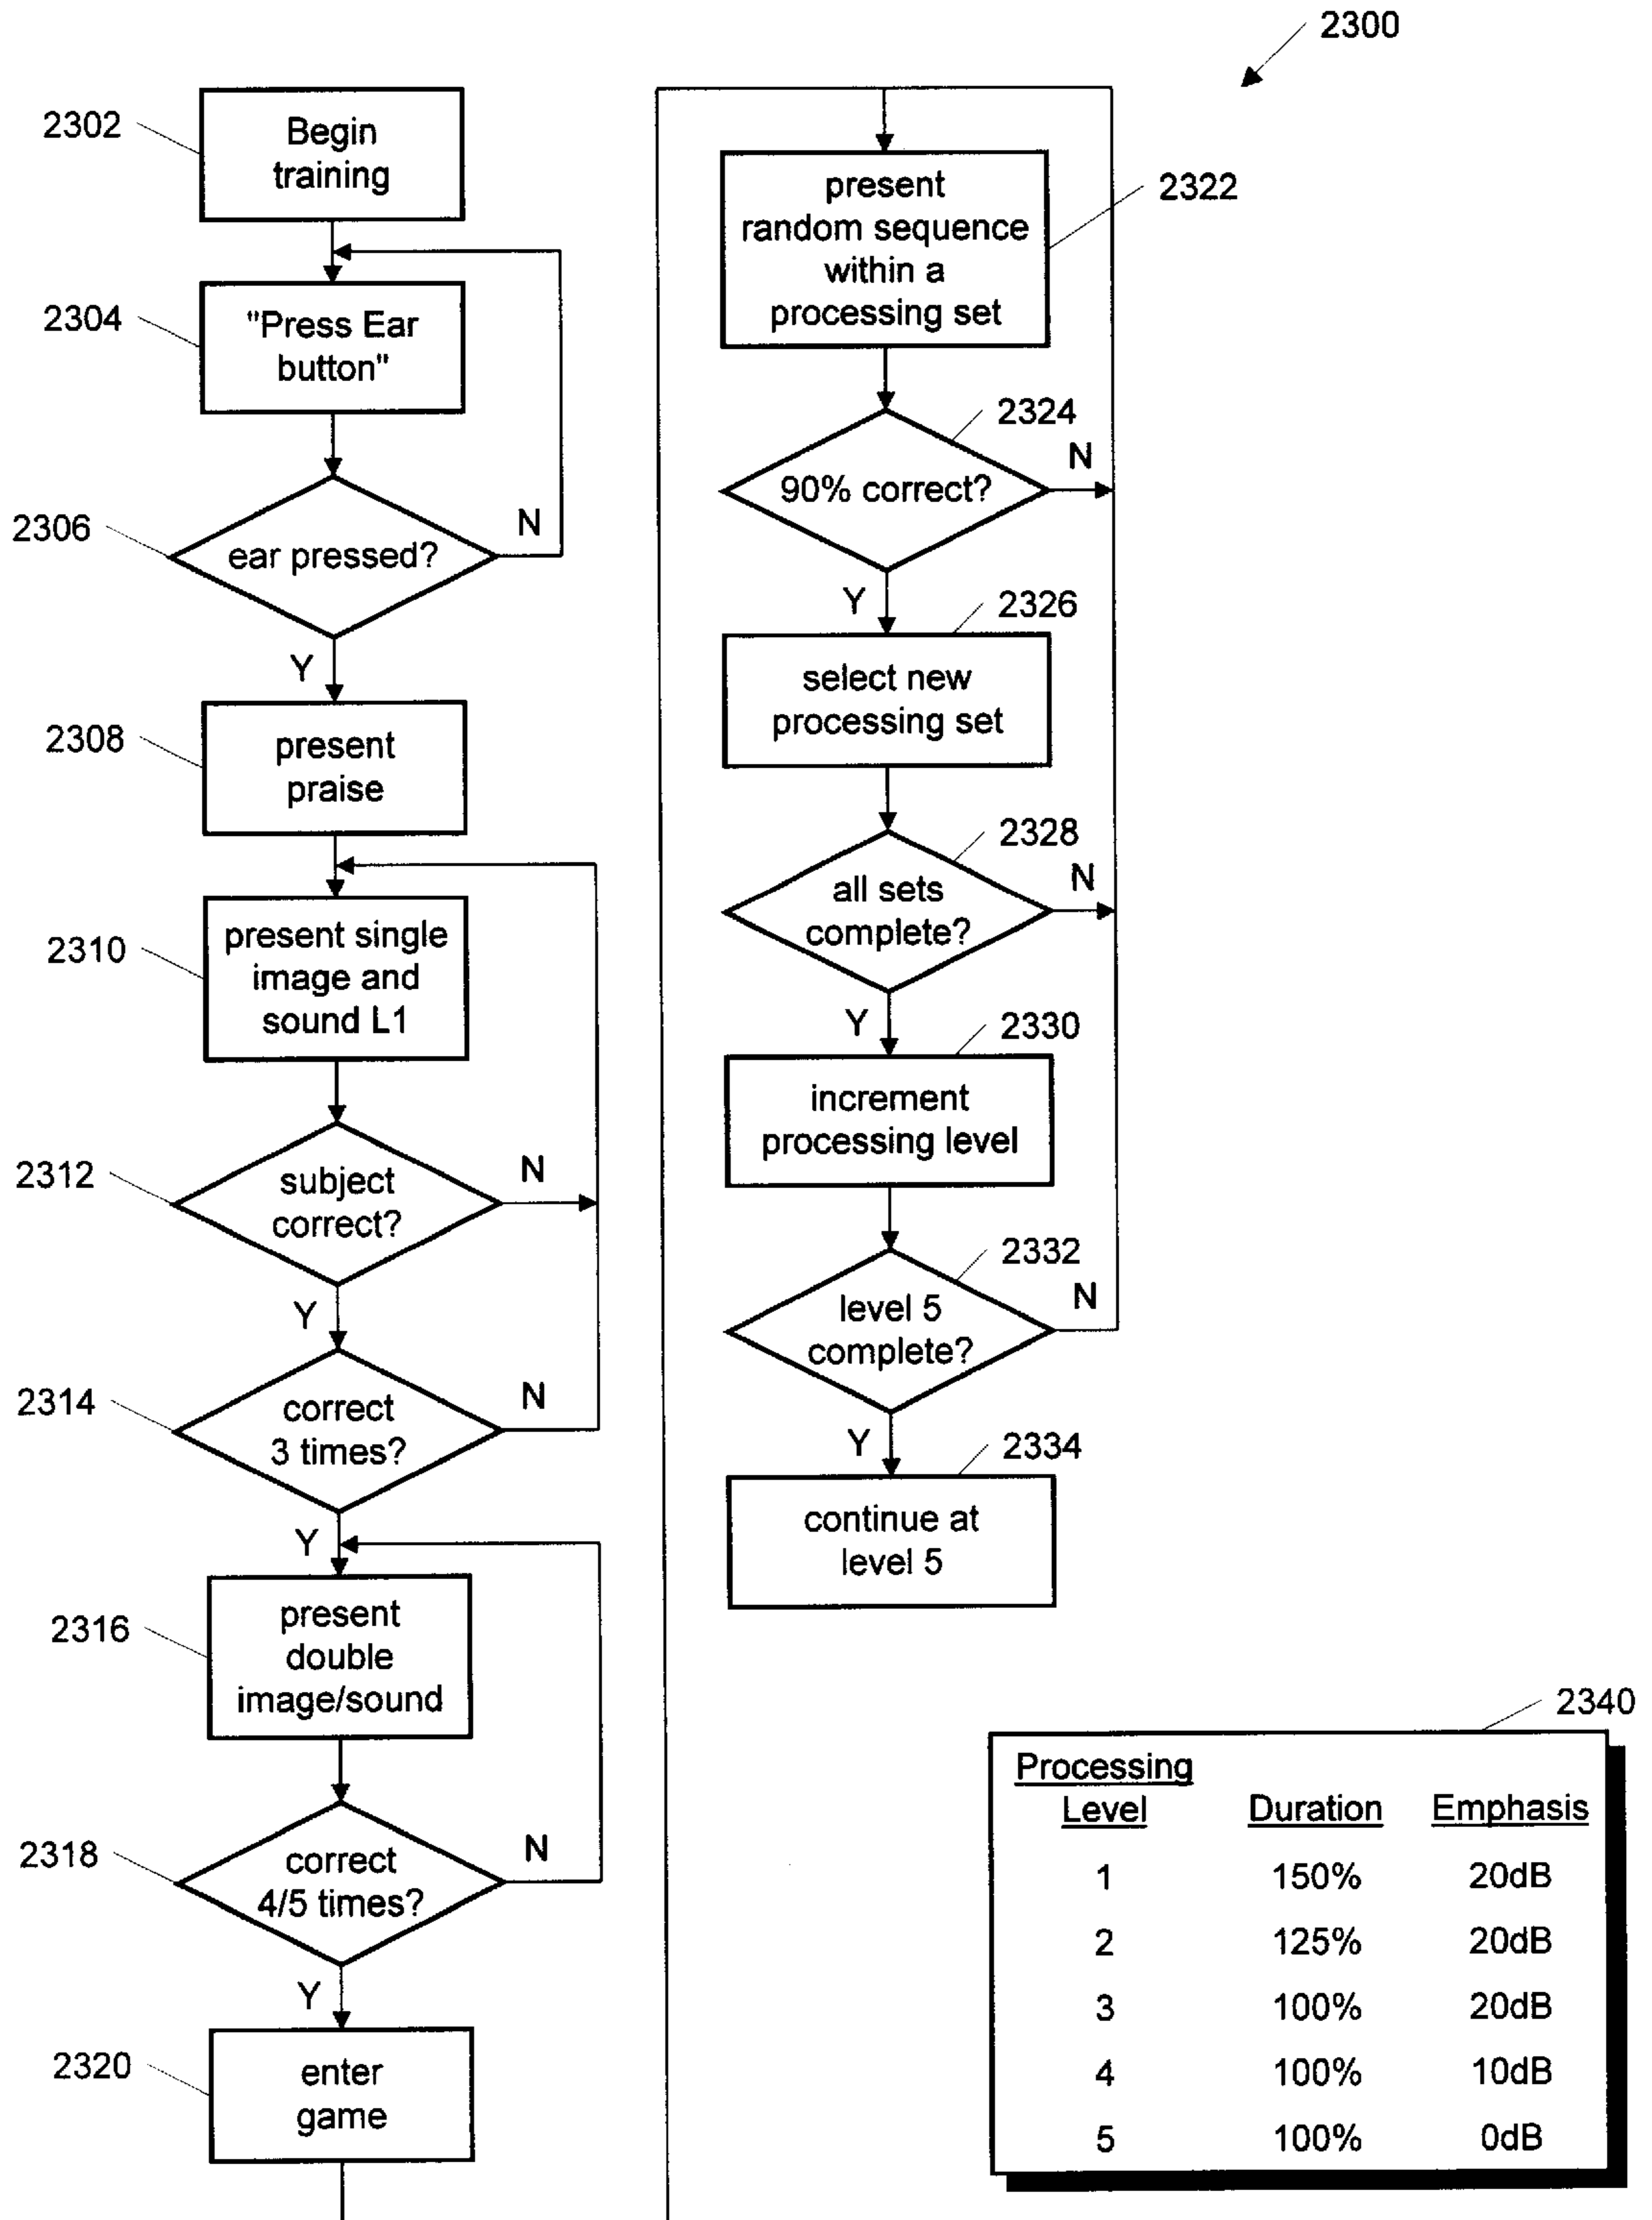 2300
2302
Begin
training
2304
"Press Ear
button"
2306
ear pressed?
N
Y
2308
present
praise
2310
present single
image and
sound L1
2312
subject
correct?
N
Y
2314
correct
3 times?
N
Y
2316
present
double
image/sound
2318
correct
4/5 times?
N
Y
2320
enter
game
present
random sequence
within a
processing set
2322
2324
90% correct?
N
Y
2326
select new
processing set
2328
all sets
complete?
N
Y
2330
increment
processing level
2332
level 5
complete?
N
Y
2334
continue at
level 5
2340
Processing
Level Duration Emphasis
1 150% 20dB
2 125% 20dB
3 100% 20dB
4 100% 10dB
5 100% 0dB